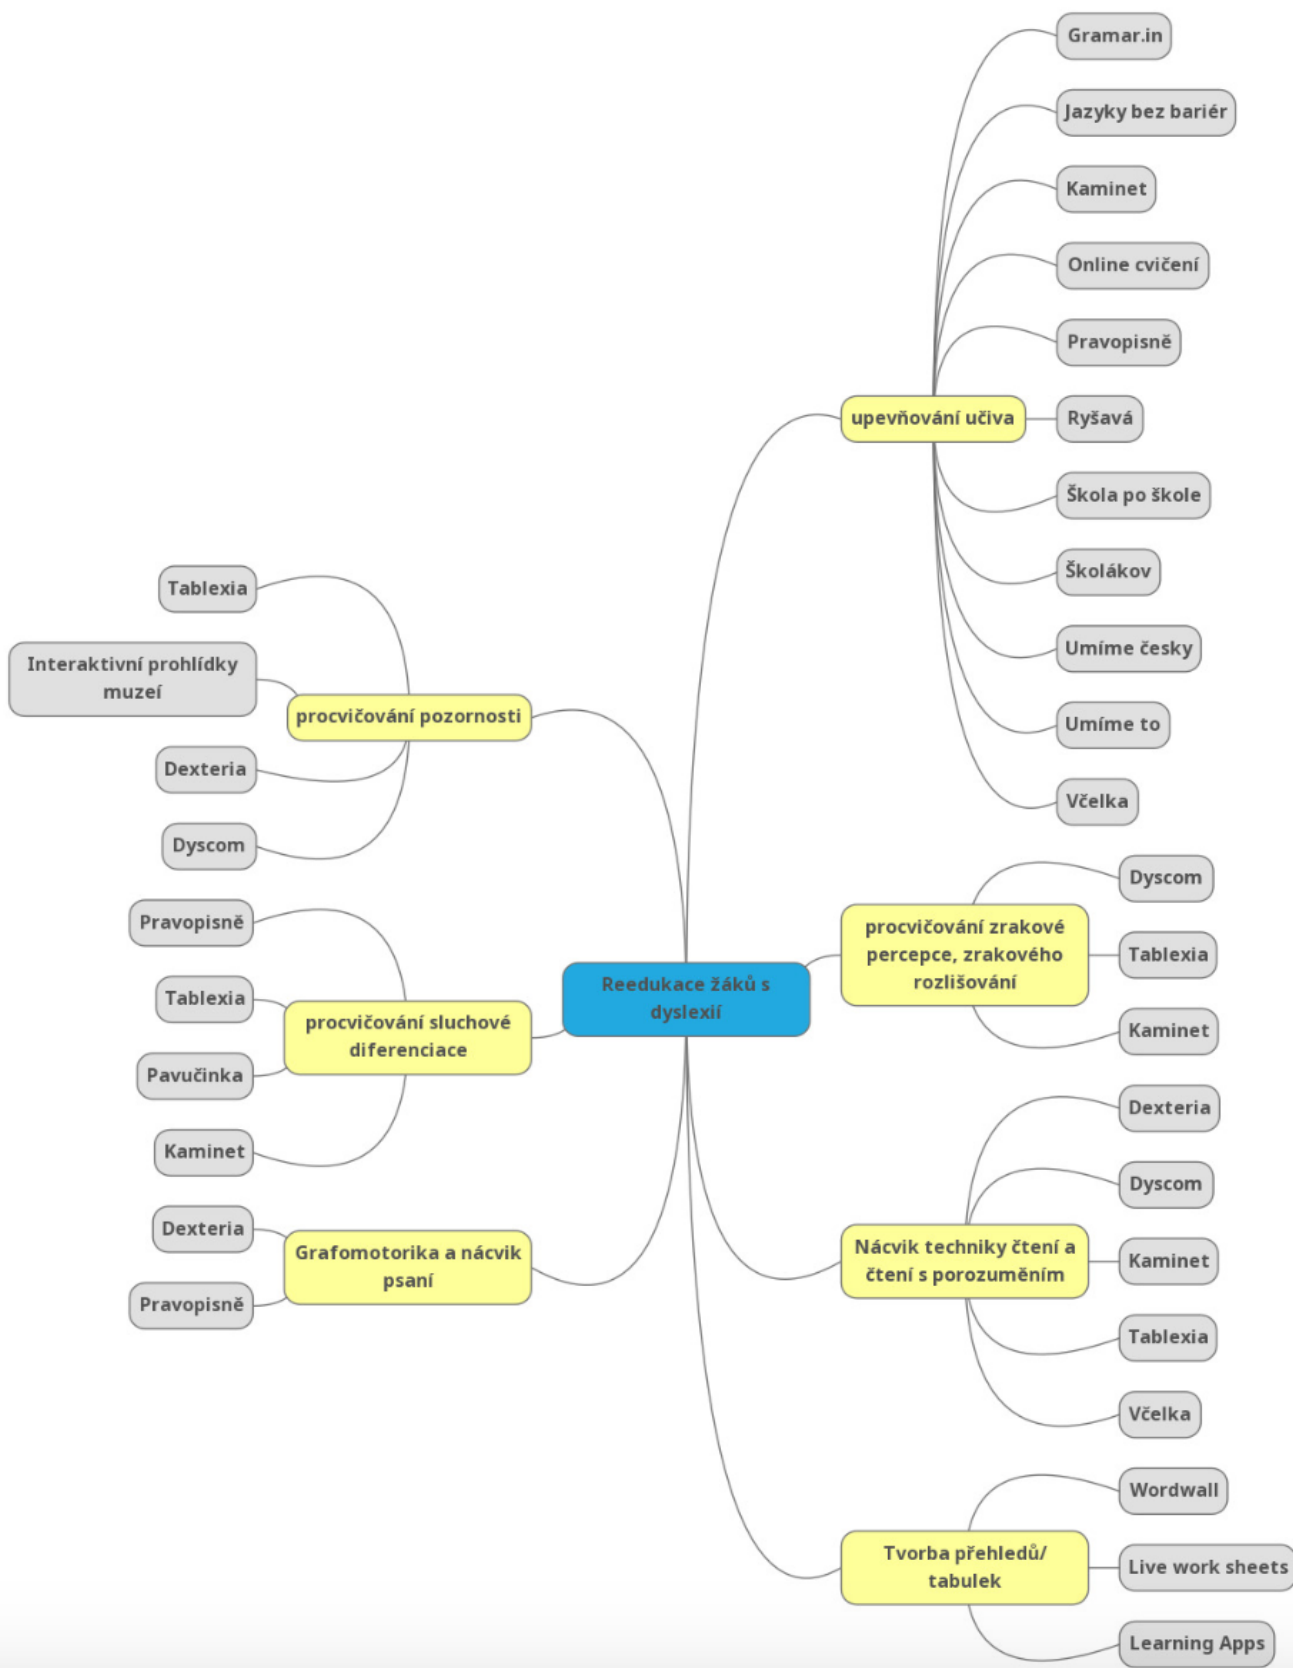 Gramar.in
Jazyky bez bariér
Kaminet
Online cvičení
Pravopisně
upevňování učiva
Ryšavá
Škola po škole
Školákov
Umíme česky
Umíme to
Včelka
Tablexia
Interaktivní prohlídky
muzeí
procvičování pozornosti
Dexteria
Dyscom
Pravopisně
Tablexia
procvičování sluchové
diferenciace
Pavučinka
Kaminet
Dexteria
Grafomotorika a nácvik
psaní
Pravopisně
Reedukace žáků s
dyslexií
procvičování zrakové
percepce, zrakového
rozlišování
Dyscom
Tablexia
Kaminet
Nácvik techniky čtení a
čtení s porozuměním
Dexteria
Dyscom
Kaminet
Tablexia
Včelka
Tvorba přehledů/
tabulek
Wordwall
Live work sheets
Learning Apps